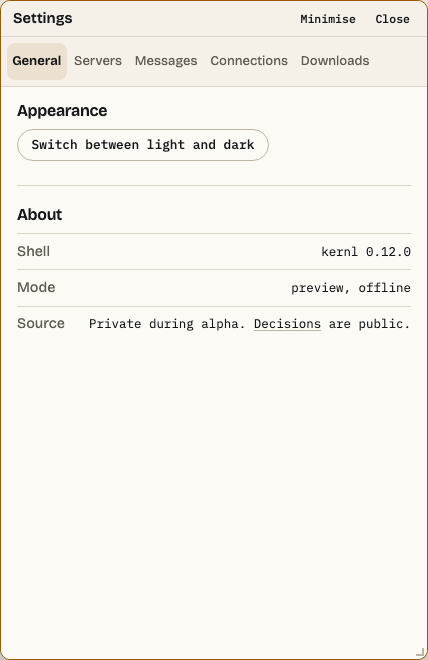 Settings Minimise Close
General Servers Messages Connections Downloads
Appearance
Switch between light and dark
About
Shell kernl 0.12.0
Mode preview, offline
Source Private during alpha. Decisions are public.